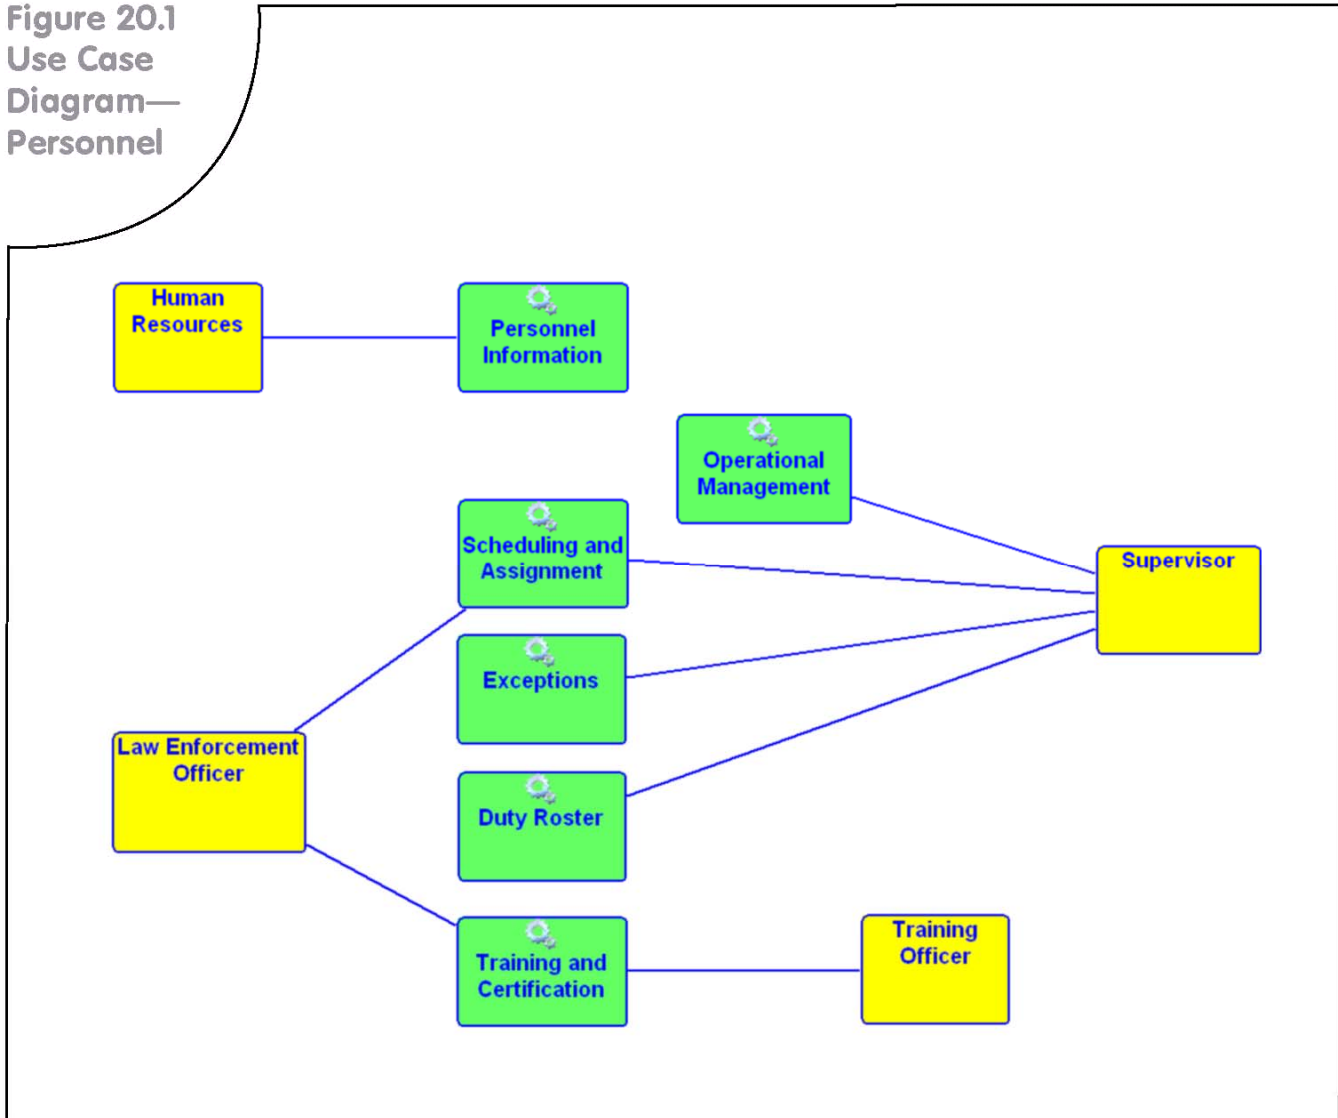 Figure 20.1
Use Case
Diagram—
Personnel
Human
Resources
Personnel
Information
Operational
Management
Scheduling and
Assignment
Supervisor
Exceptions
Law Enforcement
Officer
Duty Roster
Training and
Certification
Training
Officer